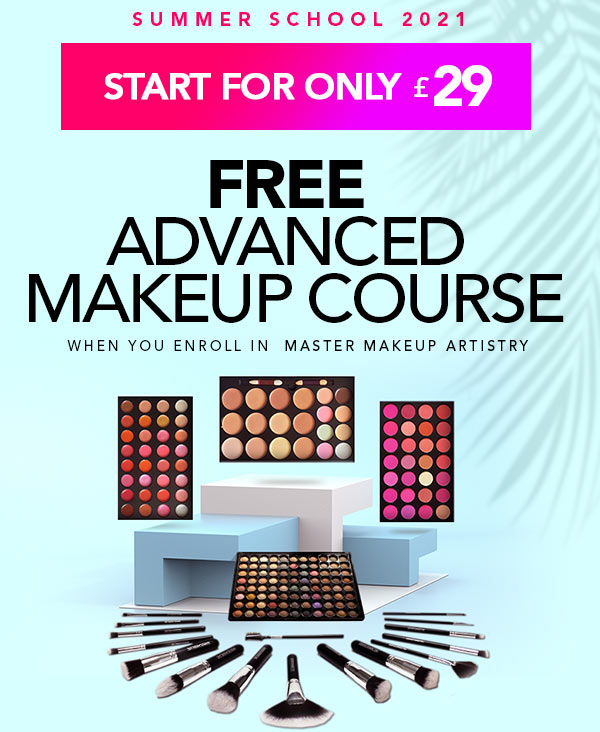 SUMMER SCHOOL 2021
START FOR ONLY £29
FREE
ADVANCED
MAKEUP COURSE
WHEN YOU ENROLL IN MASTER MAKEUP ARTISTRY